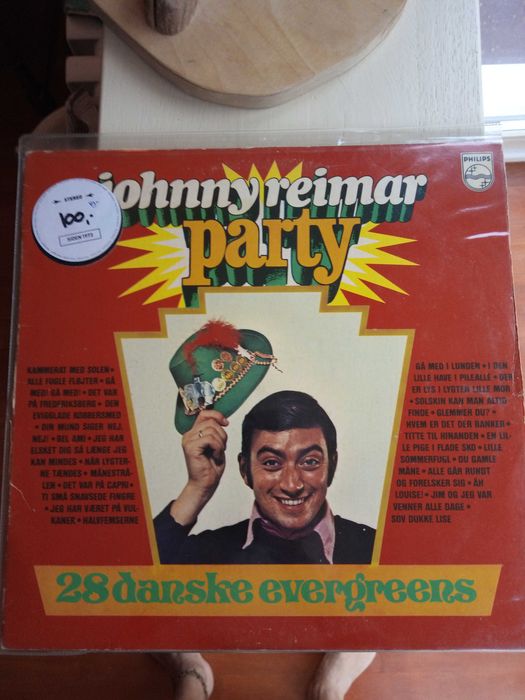 johnny reimar
party
PHILIPS
STEREO
100,-
SIDEN 1973
KAMMERAT MED SOLEN •
ALLE FUGLE FLØJTER • GÅ
MED! GÅ MED! • DET VAR
PÅ FREDRIKSBERG • DEN
EVIGGLADE KOBBERSMED
• DIN MUND SIGER NEJ,
NEJ! • BEL AMI • JEG HAR
ELSKET DIG SÅ LÆNGE JEG
KAN MINDES • NÅR LYGTER-
NE TÆNDES • MÅNESTRÅ-
LEN • DET VAR PÅ CAPRI •
TI SMÅ SNAVSEDE FINGRE
• JEG HAR VÆRET PÅ VUL-
KANER • HALVFEMSERNE
GÅ MED I LUNDEN • I DEN
LILLE HAVE I PILEALLÉ • DER
ER LYS I LYGTEN LILLE MOR
• SOLSKIN KAN MAN ALTID
FINDE • GLEMMER DU? •
HVEM ER DET DER BANKER •
TITTE TIL HINANDEN • EN LIL-
LE PIGE I FLADE SKO • LILLE
SOMMERFUGL • DU GAMLE
MÅNE • ALLE GÅR RUNDT
OG FORELSKER SIG • ÅH
LOUISE! • JIM OG JEG VAR
VENNER ALLE DAGE •
SOV DUKKE LISE
28 danske evergreens